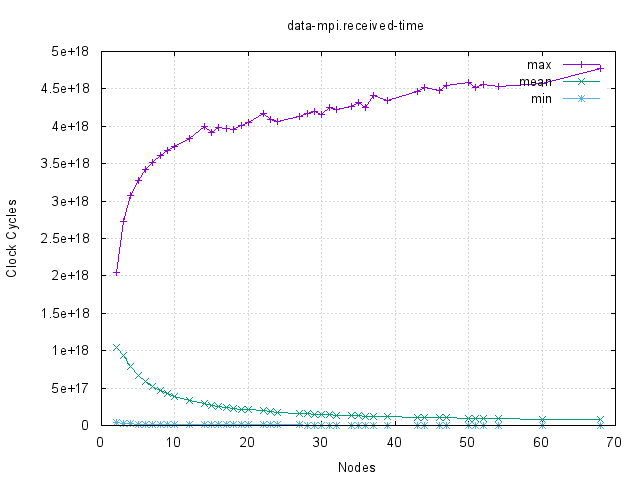 data-mpi.received-time
5e+18
max
4.5e+18
mean
4e+18
min
3.5e+18
3e+18
2.5e+18
2e+18
1.5e+18
1e+18
5e+17
0
Clock Cycles
0 10 20 30 40 50 60 70
Nodes